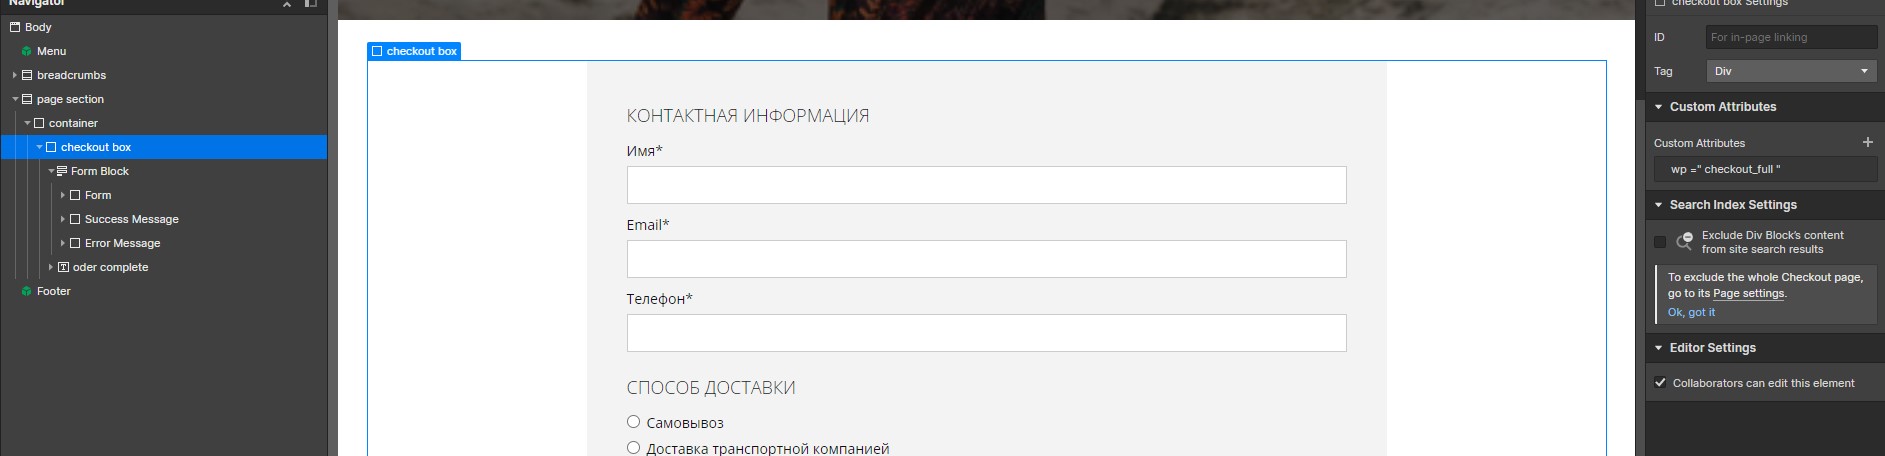 Navigator
Body
Menu
breadcrumbs
page section
container
checkout box
Form Block
Form
Success Message
Error Message
oder complete
Footer
checkout box
КОНТАКТНАЯ ИНФОРМАЦИЯ
Имя*
Email*
Телефон*
СПОСОБ ДОСТАВКИ
Самовывоз
Доставка транспортной компанией
checkout box Settings
ID For in-page linking
Tag Div
Custom Attributes
Custom Attributes
wp =" checkout_full "
Search Index Settings
Exclude Div Block's content
from site search results
To exclude the whole Checkout page,
go to its Page settings.
Ok, got it
Editor Settings
Collaborators can edit this element